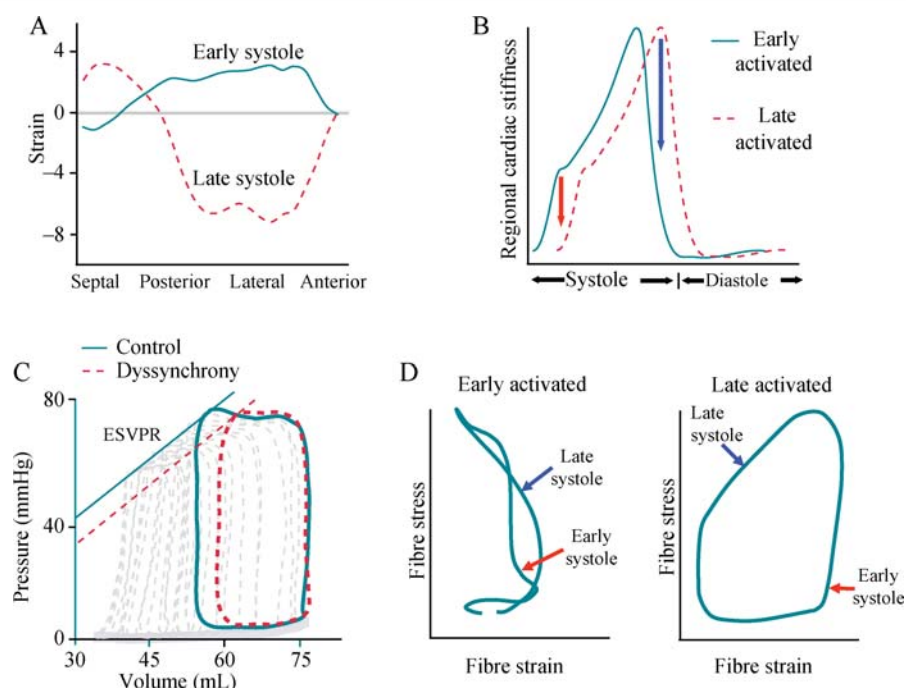 A
4
0
−4
−8
Strain
Early systole
Late systole
Septal Posterior Lateral Anterior
B
Regional cardiac stiffness
Early
activated
Late
activated
Systole Diastole
C
Control
Dyssynchrony
80
40
0
Pressure (mmHg)
ESVPR
30 45 60 75
Volume (mL)
D
Early activated
Fibre stress
Late
systole
Early
systole
Fibre strain
Late activated
Fibre stress
Late
systole
Early
systole
Fibre strain